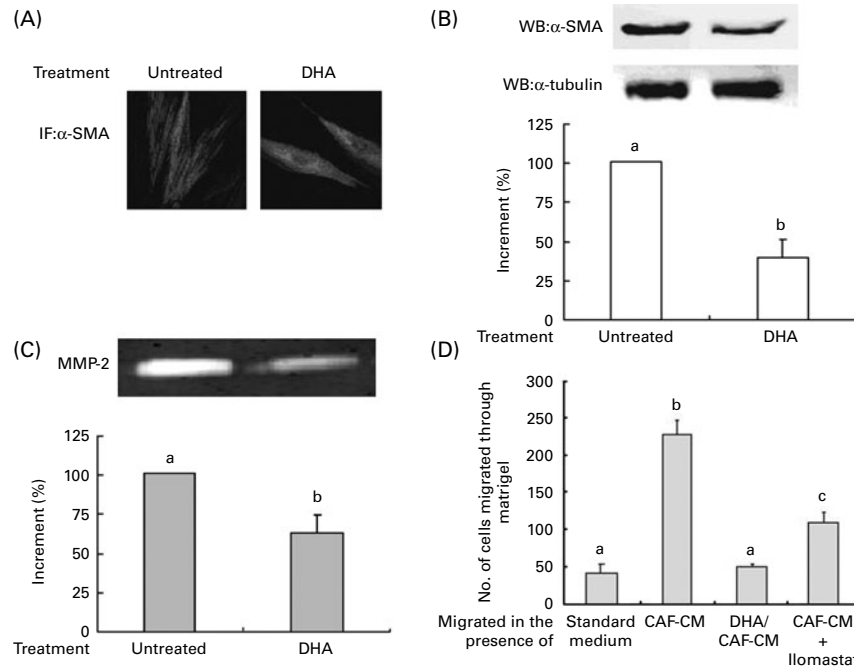 (A)
Treatment Untreated DHA
IF:α-SMA
(B)
WB:α-SMA
WB:α-tubulin
125
100
75
50
25
0
Increment (%)
a
b
Treatment Untreated DHA
(C)
MMP-2
125
100
75
50
25
0
Increment (%)
a
b
Treatment Untreated DHA
(D)
300
250
200
150
100
50
0
No. of cells migrated through
matrigel
a
b
a
c
Migrated in the
presence of
Standard
medium
CAF-CM
DHA/
CAF-CM
CAF-CM
+
Ilomastat